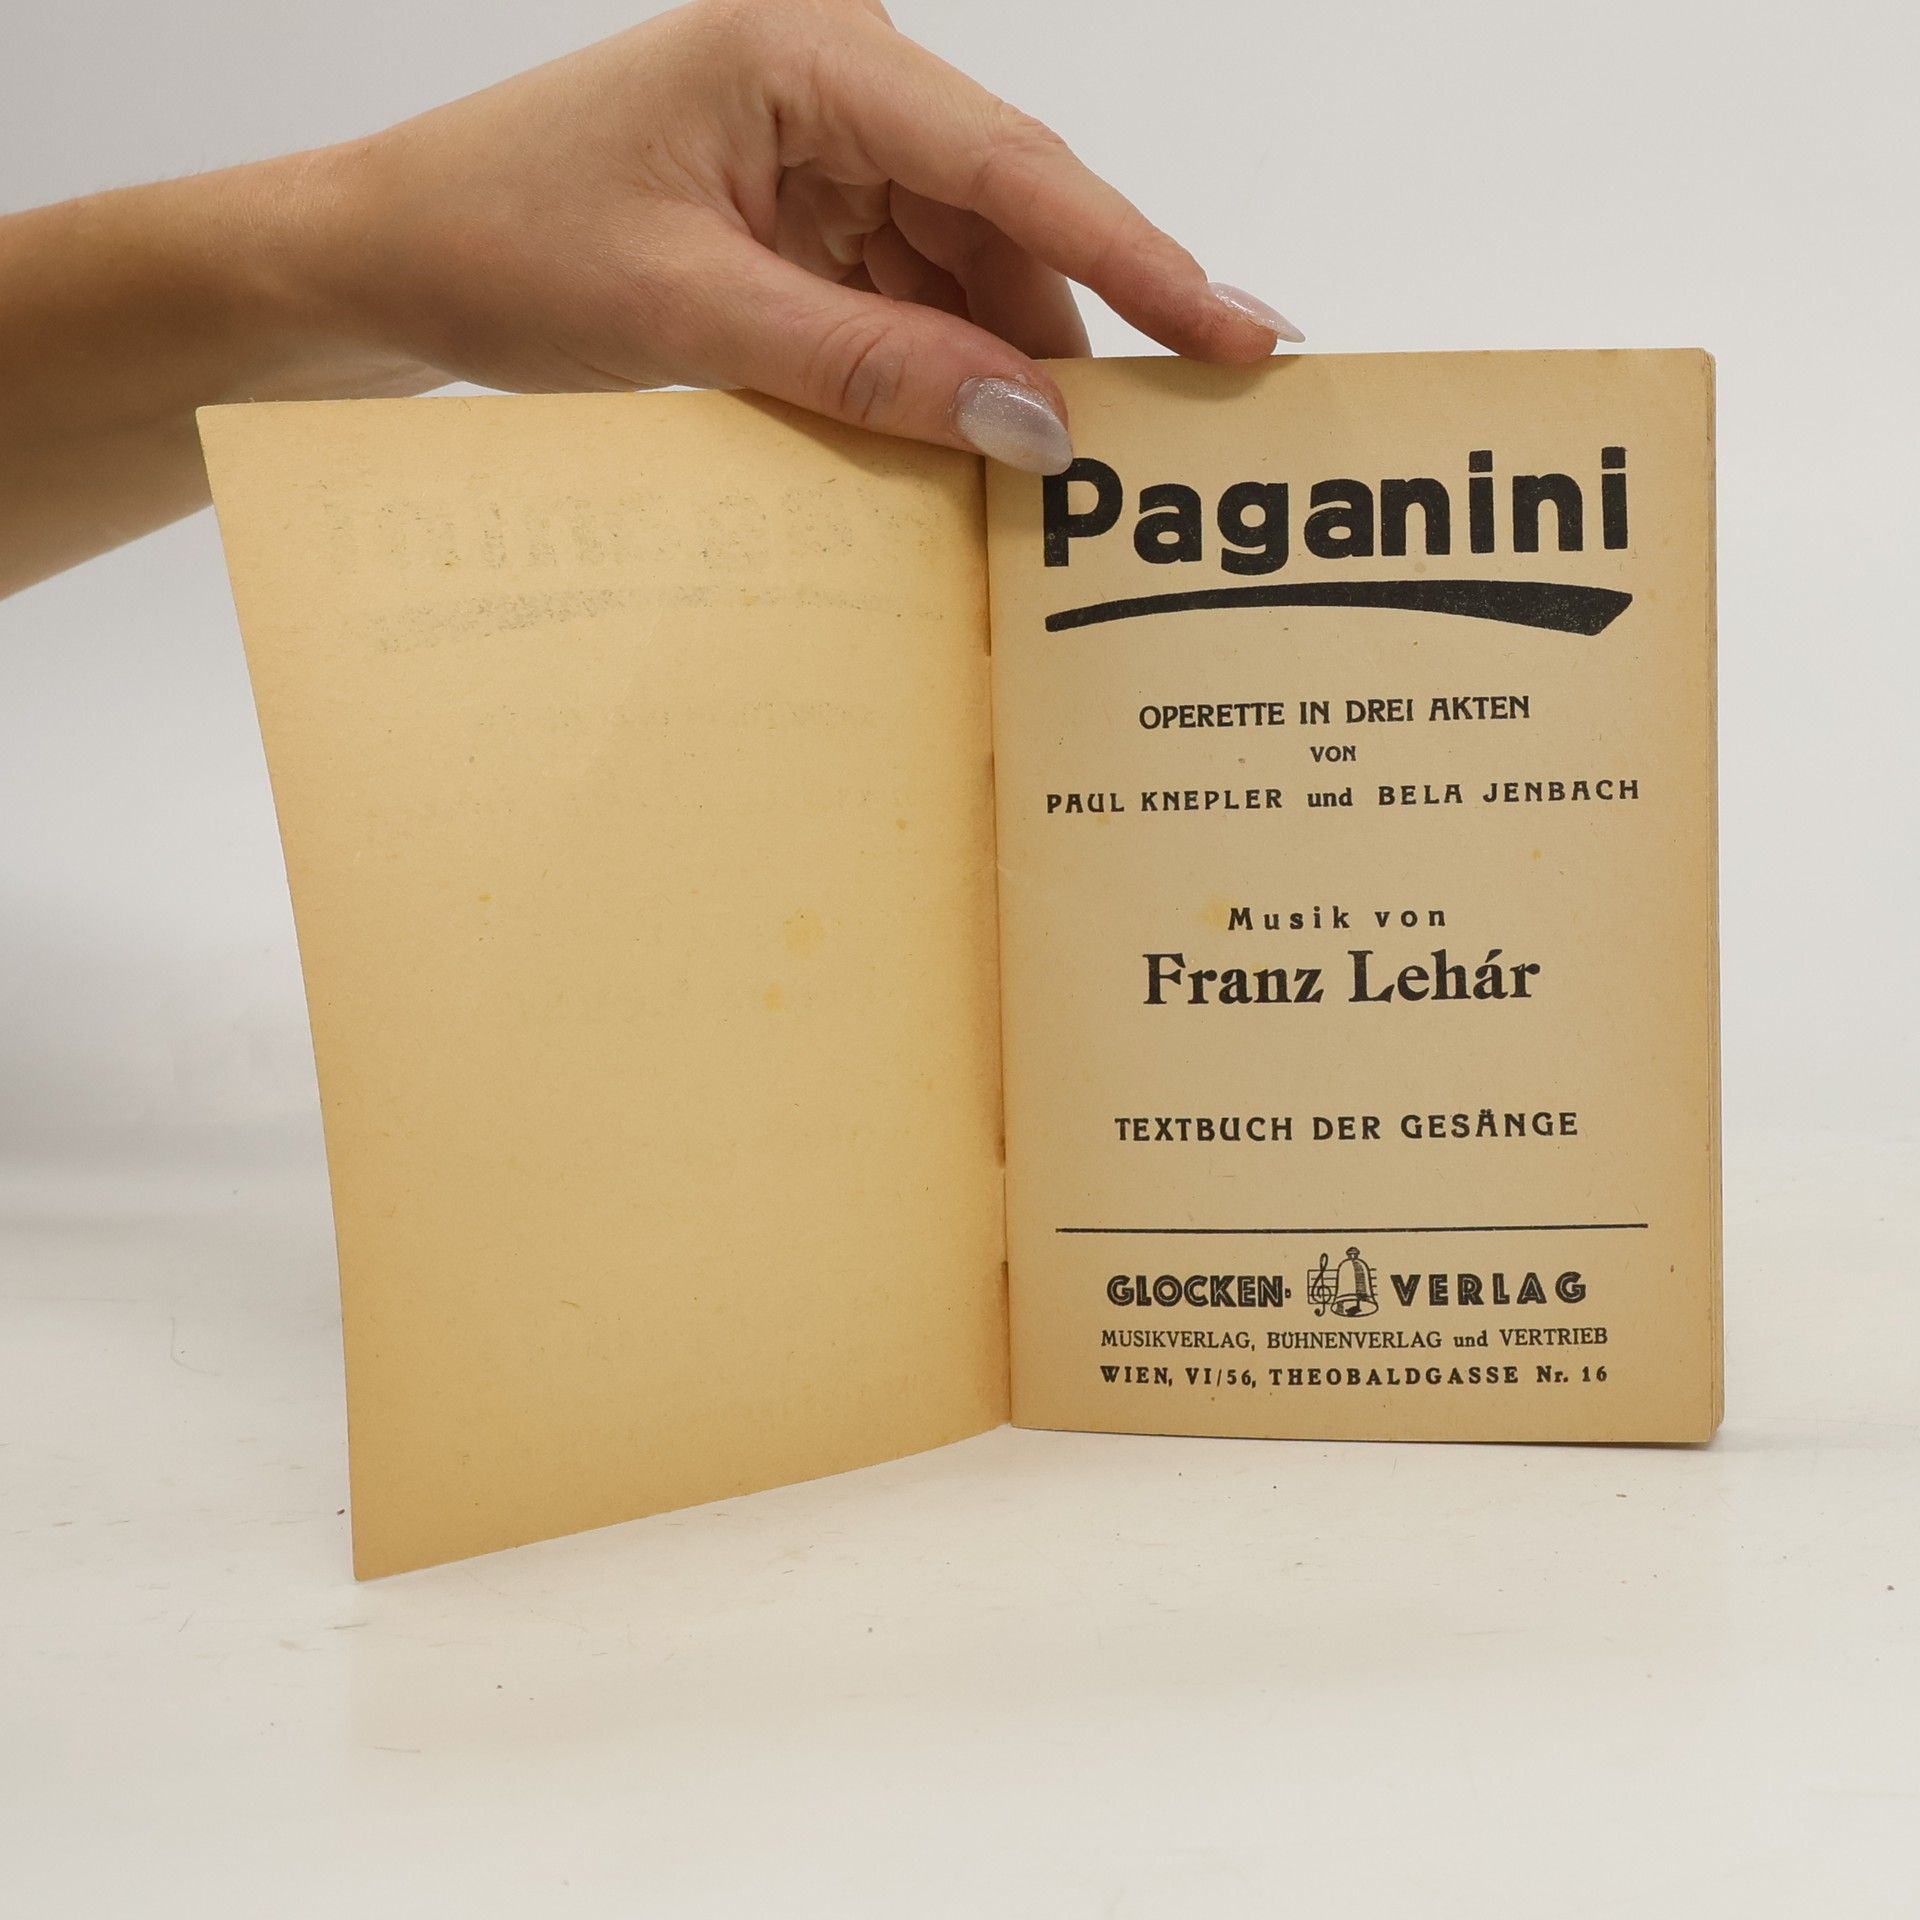 Paganini
OPERETTE IN DREI AKTEN
VON
PAUL KNEPLER und BELA JENBACH
Musik von
Franz Lehár
TEXTBUCH DER GESÄNGE
GLOCKEN- VERLAG
MUSIKVERLAG, BÜHNENVERLAG und VERTRIEB
WIEN, VI/56, THEOBALDGASSE Nr. 16